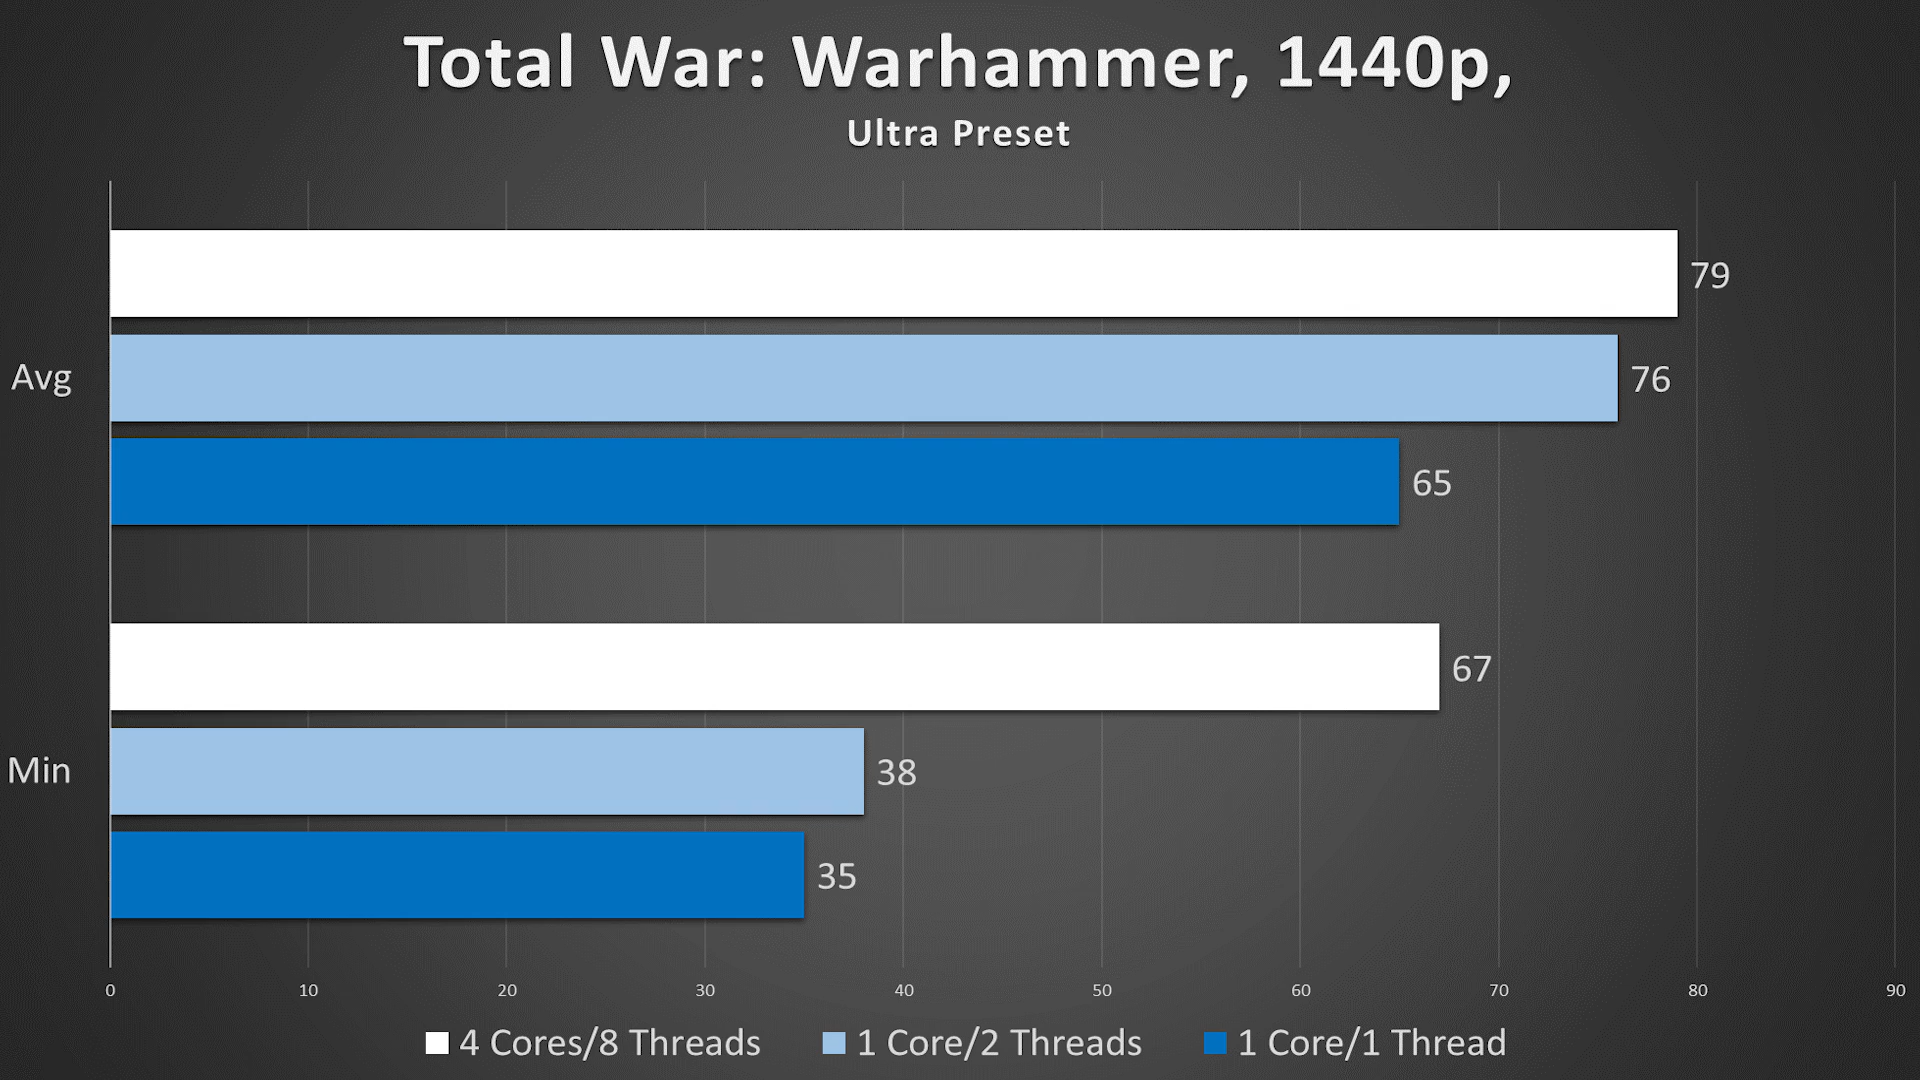 Total War: Warhammer, 1440p,
Ultra Preset
79
Avg
76
65
67
Min
38
35
0 10 20 30 40 50 60 70 80 90
4 Cores/8 Threads 1 Core/2 Threads 1 Core/1 Thread